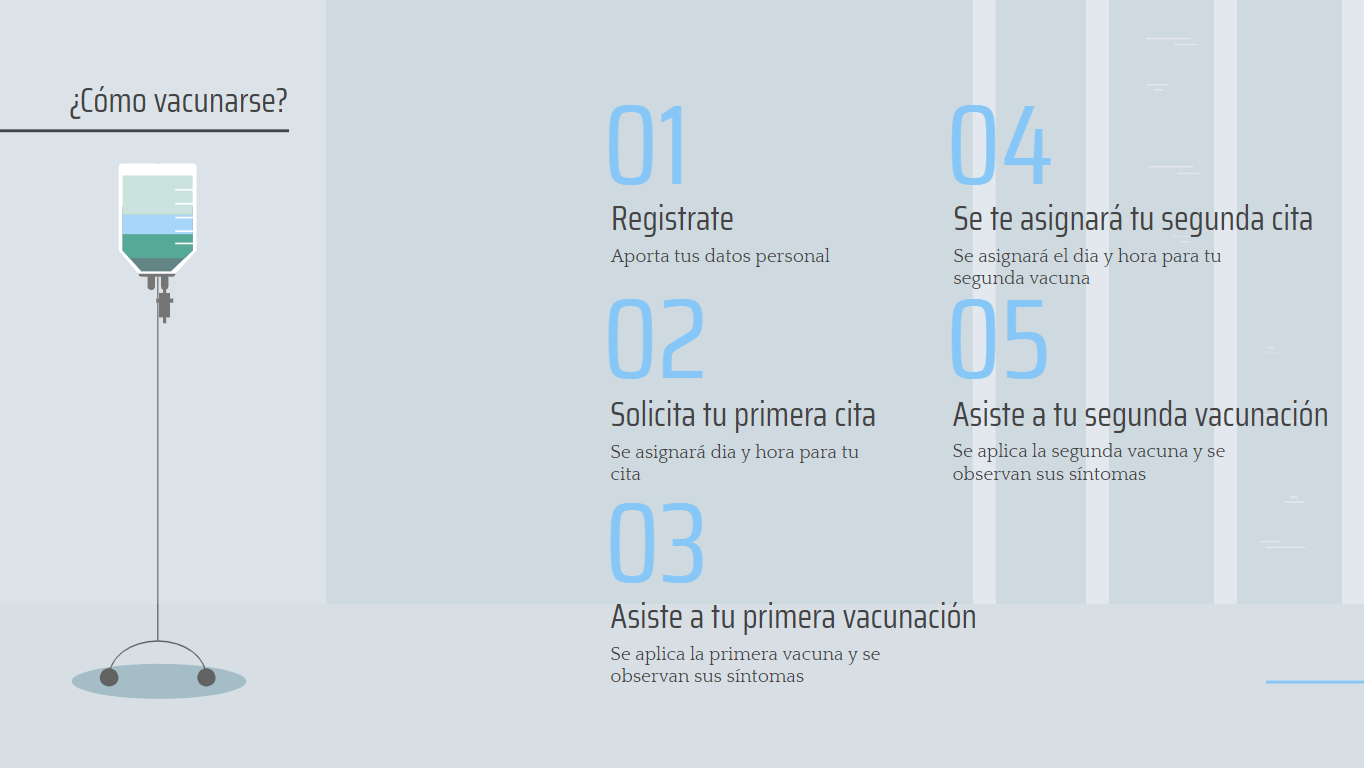 ¿Cómo vacunarse?
01
Registrate
Aporta tus datos personal
02
Solicita tu primera cita
Se asignará dia y hora para tu
cita
03
Asiste a tu primera vacunación
Se aplica la primera vacuna y se
observan sus síntomas
04
Se te asignará tu segunda cita
Se asignará el dia y hora para tu
segunda vacuna
05
Asiste a tu segunda vacunación
Se aplica la segunda vacuna y se
observan sus síntomas